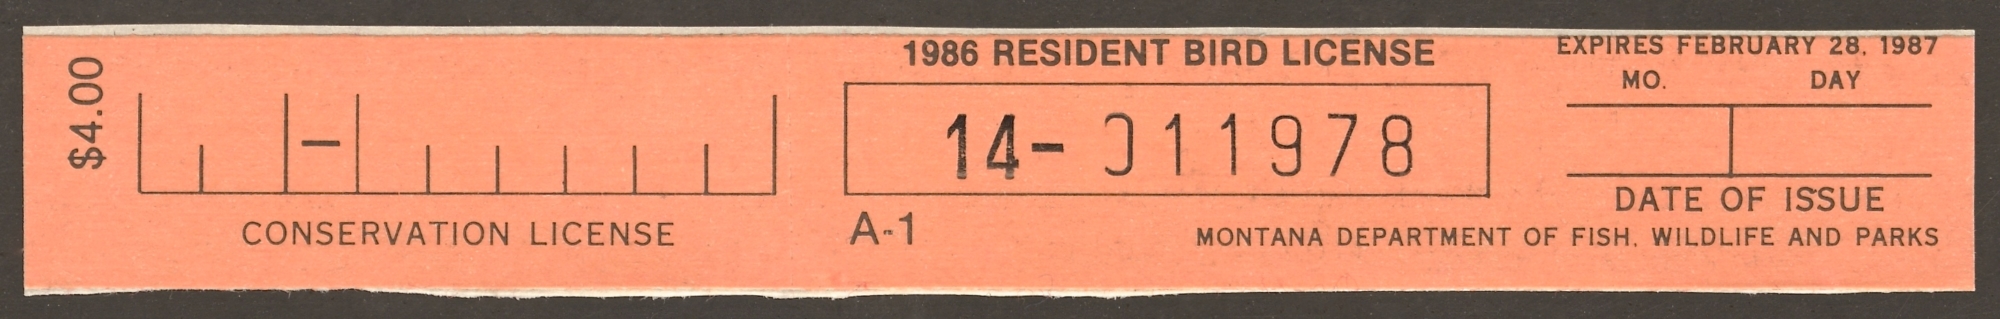 $4.00
CONSERVATION LICENSE
1986 RESIDENT BIRD LICENSE
14- 011978
A-1
EXPIRES FEBRUARY 28, 1987
MO. DAY
DATE OF ISSUE
MONTANA DEPARTMENT OF FISH, WILDLIFE AND PARKS